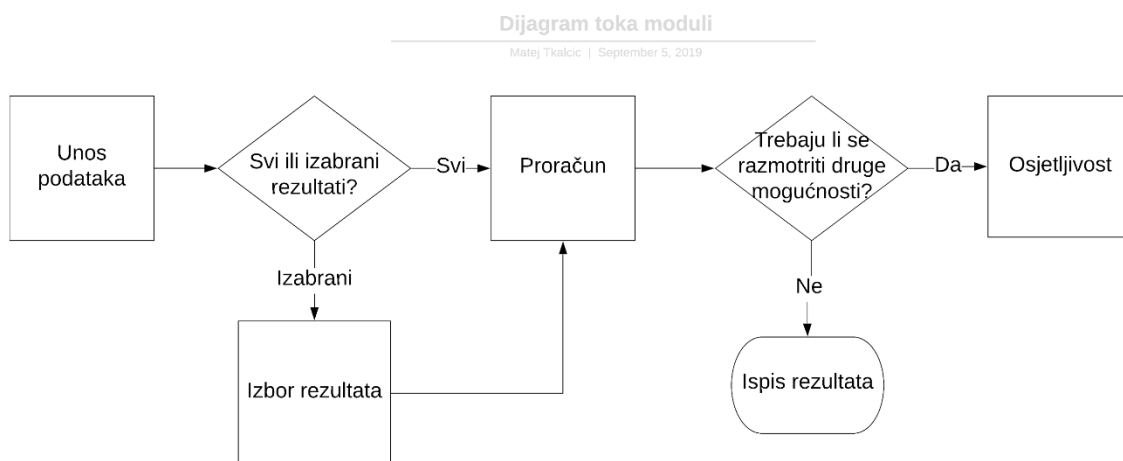 Dijagram toka moduli
Matej Tkalcic | September 5, 2019
Unos
podataka
Svi ili izabrani
rezultati?
Svi
Proračun
Trebaju li se
razmotriti druge
mogućnosti?
Da
Osjetljivost
Izabrani
Ne
Izbor rezultata
Ispis rezultata